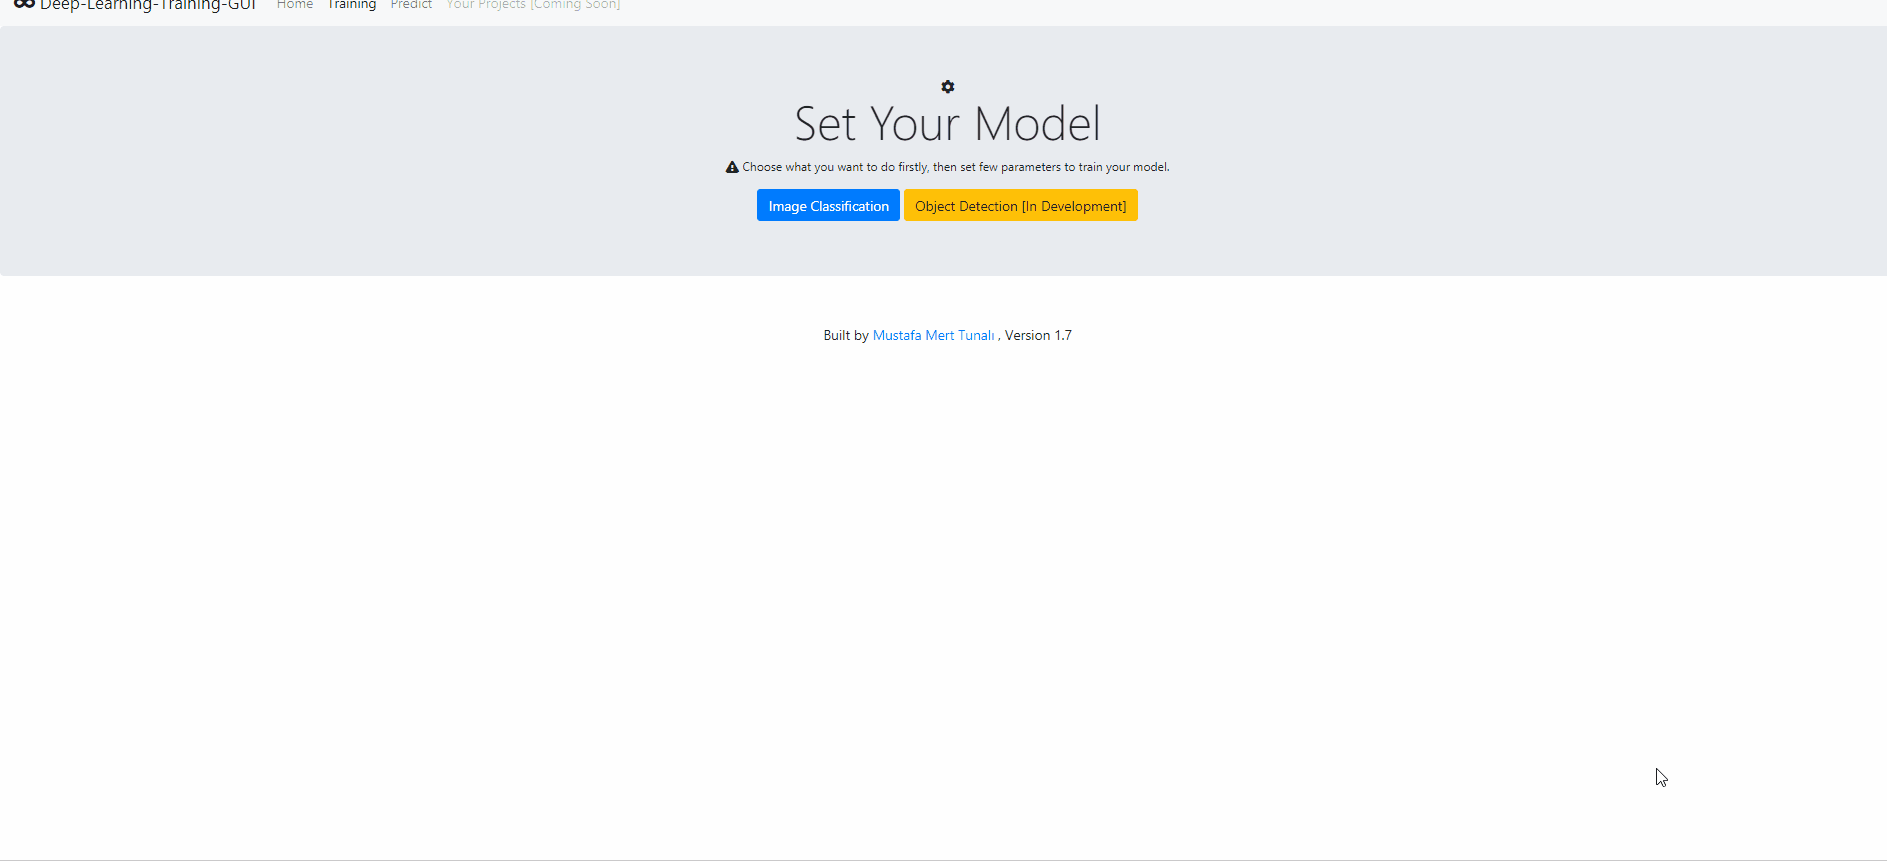 Deep-Learning-Training-GUI Home Training Predict Your Projects [Coming Soon]
Set Your Model
Choose what you want to do firstly, then set few parameters to train your model.
Image Classification Object Detection [In Development]
Built by Mustafa Mert Tunalı , Version 1.7